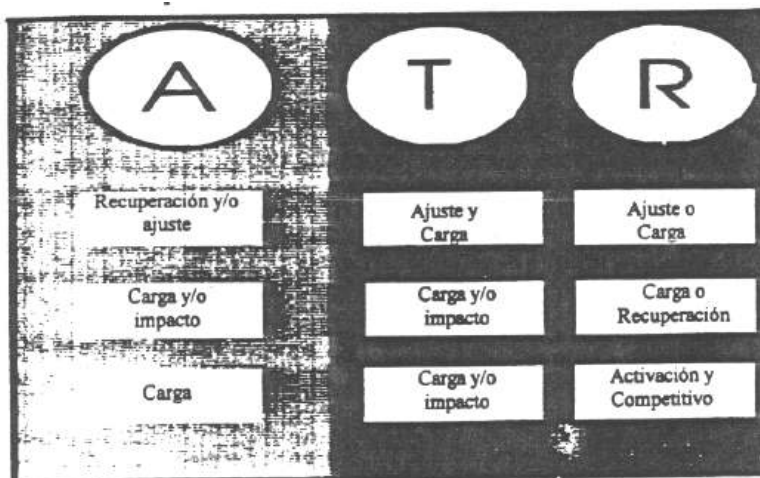 A T R
Recuperación y/o
ajuste
Ajuste y
Carga
Ajuste o
Carga
Carga y/o
impacto
Carga y/o
impacto
Carga o
Recuperación
Carga
Carga y/o
impacto
Activación y
Competitivo